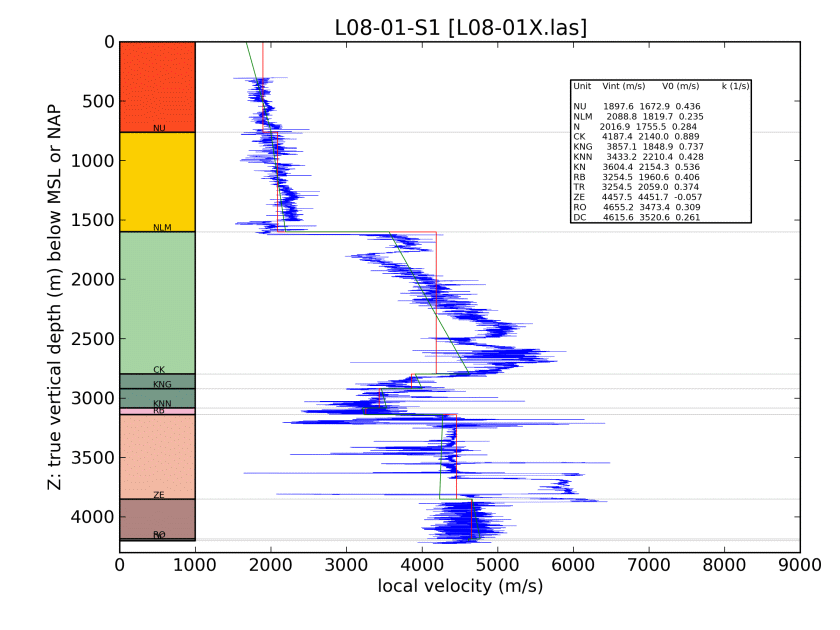 L08-01-S1 [L08-01X.las]
Z: true vertical depth (m) below MSL or NAP
0
500
1000
1500
2000
2500
3000
3500
4000
NU
NLM
CK
KNG
KNN
RB
ZE
RO
Unit Vint (m/s) V0 (m/s) k (1/s)
NU 1897.6 1672.9 0.436
NLM 2088.8 1819.7 0.235
N 2016.9 1755.5 0.284
CK 4187.4 2140.0 0.889
KNG 3857.1 1848.9 0.737
KNN 3433.2 2210.4 0.428
KN 3604.4 2154.3 0.536
RB 3254.5 1960.6 0.406
TR 3254.5 2059.0 0.374
ZE 4457.5 4451.7 -0.057
RO 4655.2 3473.4 0.309
DC 4615.6 3520.6 0.261
0 1000 2000 3000 4000 5000 6000 7000 8000 9000
local velocity (m/s)